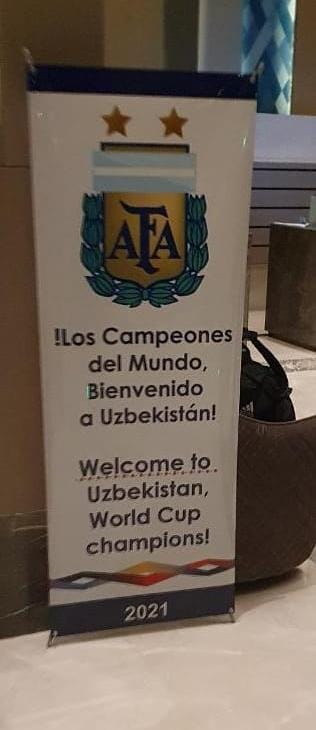 AFA
!Los Campeones
del Mundo,
Bienvenido
a Uzbekistán!
Welcome to
Uzbekistan,
World Cup
champions!
2021